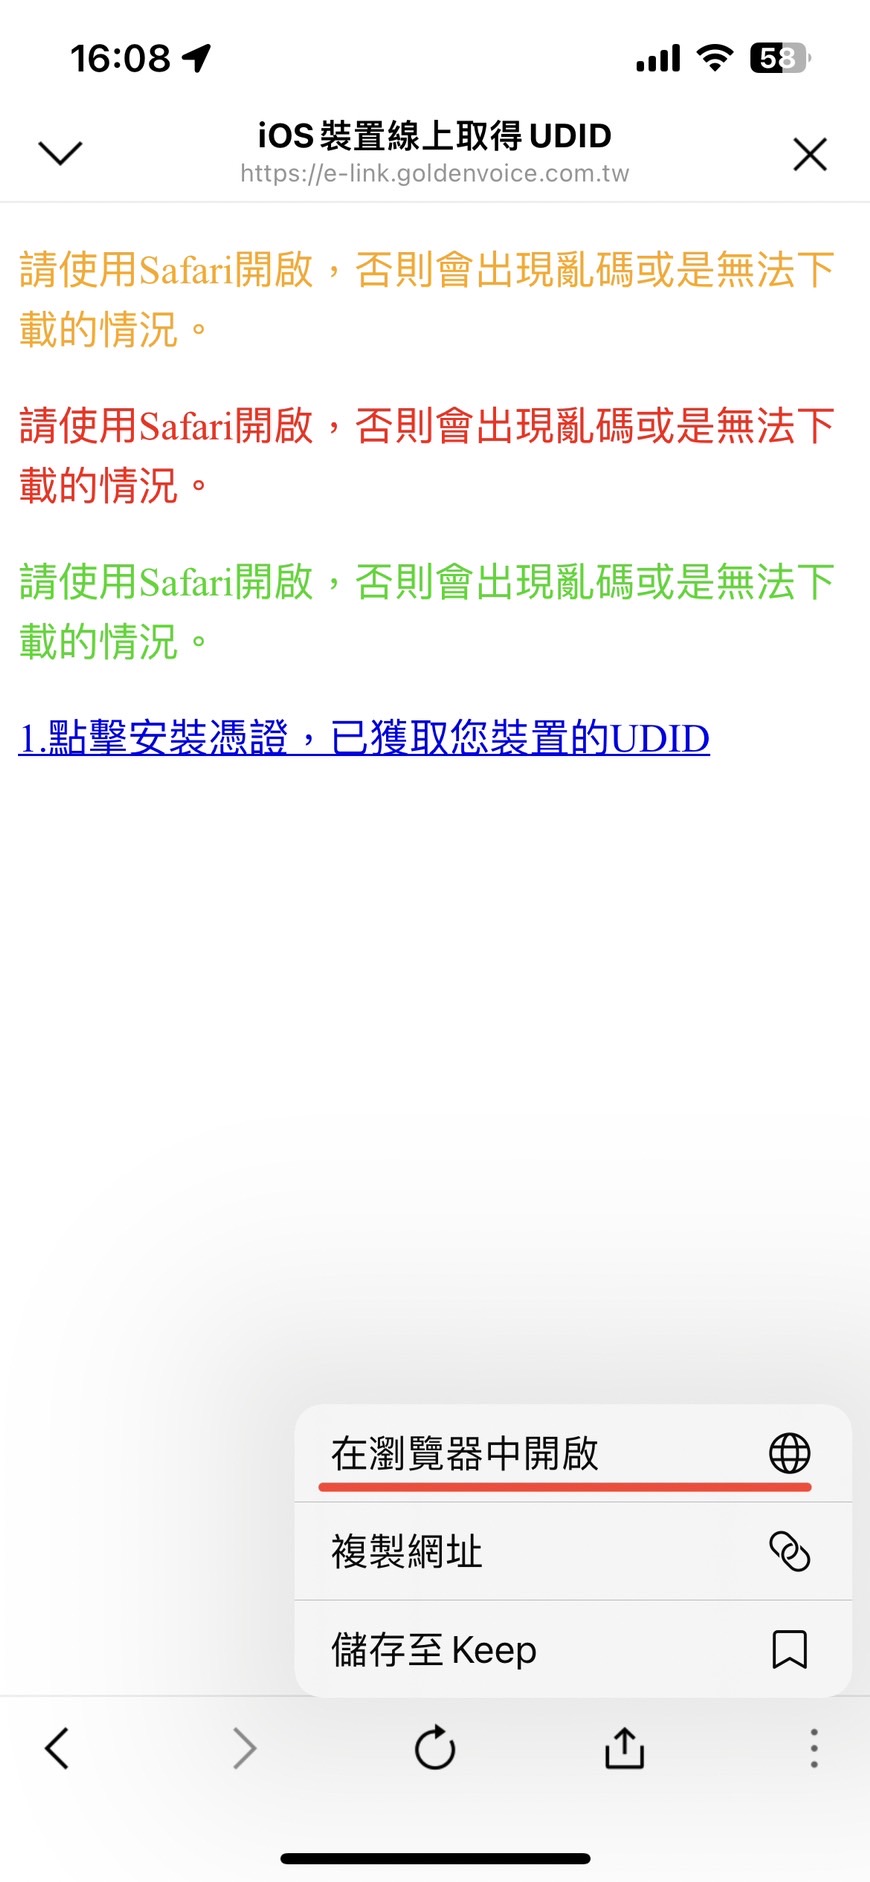 16:08
58
iOS 裝置線上取得 UDID
https://e-link.goldenvoice.com.tw
請使用Safari開啟，否則會出現亂碼或是無法下
載的情況。
請使用Safari開啟，否則會出現亂碼或是無法下
載的情況。
請使用Safari開啟，否則會出現亂碼或是無法下
載的情況。
1.點擊安裝憑證，已獲取您裝置的UDID
在瀏覽器中開啟
複製網址
儲存至 Keep